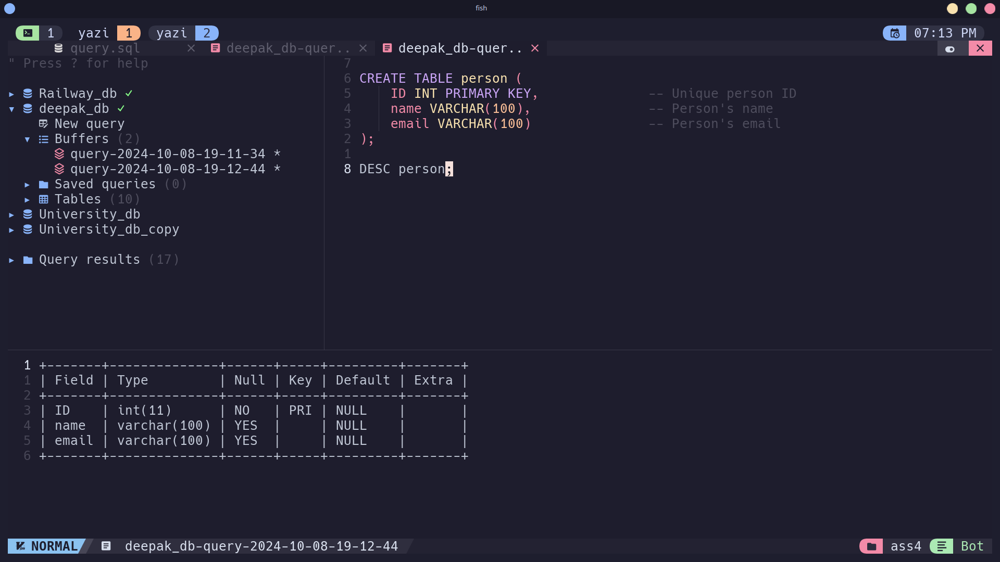 fish
1 yazi 1 yazi 2 07:13 PM
query.sql deepak_db-quer.. deepak_db-quer..
" Press ? for help
Railway_db ✓
deepak_db ✓
New query
Buffers (2)
query-2024-10-08-19-11-34 *
query-2024-10-08-19-12-44 *
Saved queries (0)
Tables (10)
University_db
University_db_copy
Query results (17)
7
6 CREATE TABLE person (
5 ID INT PRIMARY KEY, -- Unique person ID
4 name VARCHAR(100), -- Person's name
3 email VARCHAR(100) -- Person's email
2 );
1
8 DESC person;
1 +-------+--------------+------+-----+---------+-------+
1 | Field | Type         | Null | Key | Default | Extra |
2 +-------+--------------+------+-----+---------+-------+
3 | ID    | int(11)      | NO   | PRI | NULL    |       |
4 | name  | varchar(100) | YES  |     | NULL    |       |
5 | email | varchar(100) | YES  |     | NULL    |       |
6 +-------+--------------+------+-----+---------+-------+
NORMAL deepak_db-query-2024-10-08-19-12-44 ass4 Bot